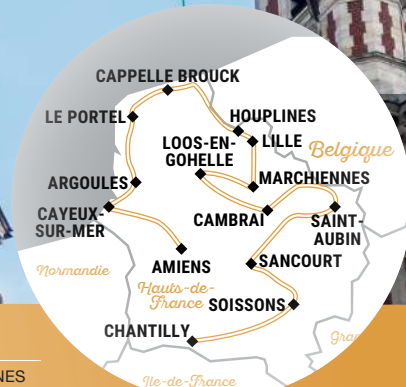 CAPPELLE BROUCK
LE PORTEL
HOUPLINES
LILLE
LOOS-EN-
GOHELLE
Belgique
MARCHIENNES
ARGOULES
CAYEUX-
SUR-MER
CAMBRAI
SAINT-
AUBIN
AMIENS
SANCOURT
Normandie
Hauts-de-
France
SOISSONS
CHANTILLY
Gra
Ile-de-France
NES